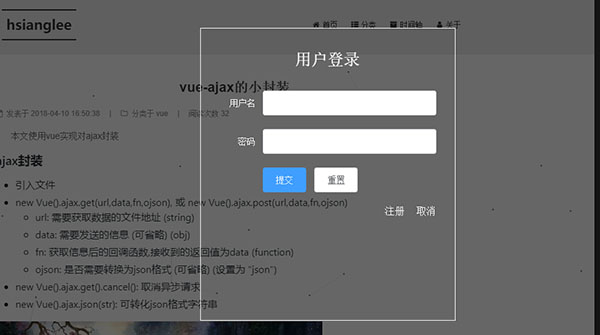 hsianglee
首页 分类 时间轴 关于
用户登录
vue-ajax的小封装
用户名
发表于 2018-04-10 16:50:38 | 分类于 vue | 阅读次数 32
本文使用vue实现对ajax封装
密码
ajax封装
引入文件
提交 重置
new Vue().ajax.get(url,data,fn,ojson), 或 new Vue().ajax.post(url,data,fn,ojson)
注册 取消
url: 需要获取数据的文件地址 (string)
data: 需要发送的信息 (可省略) (obj)
fn: 获取信息后的回调函数,接收到的返回值为data (function)
ojson: 是否需要转换为json格式 (可省略) (设置为 "json")
new Vue().ajax.get().cancel(): 取消异步请求
new Vue().ajax.json(str): 可转化json格式字符串